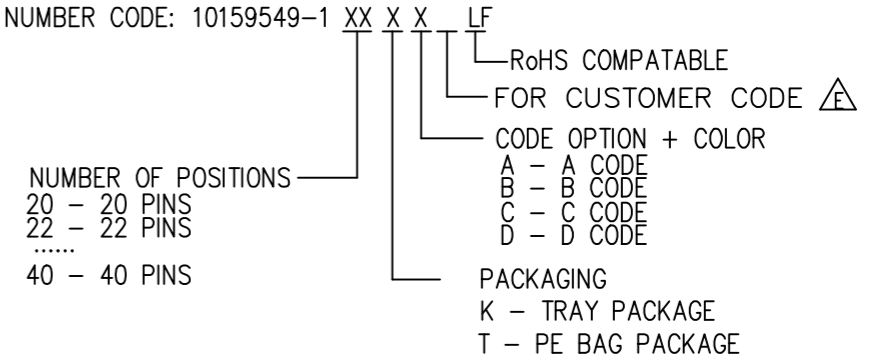 NUMBER CODE: 10159549-1 XX X X _ LF
RoHS COMPATABLE
FOR CUSTOMER CODE E
CODE OPTION + COLOR
A – A CODE
B – B CODE
C – C CODE
D – D CODE
NUMBER OF POSITIONS
20 – 20 PINS
22 – 22 PINS
......
40 – 40 PINS
PACKAGING
K – TRAY PACKAGE
T – PE BAG PACKAGE